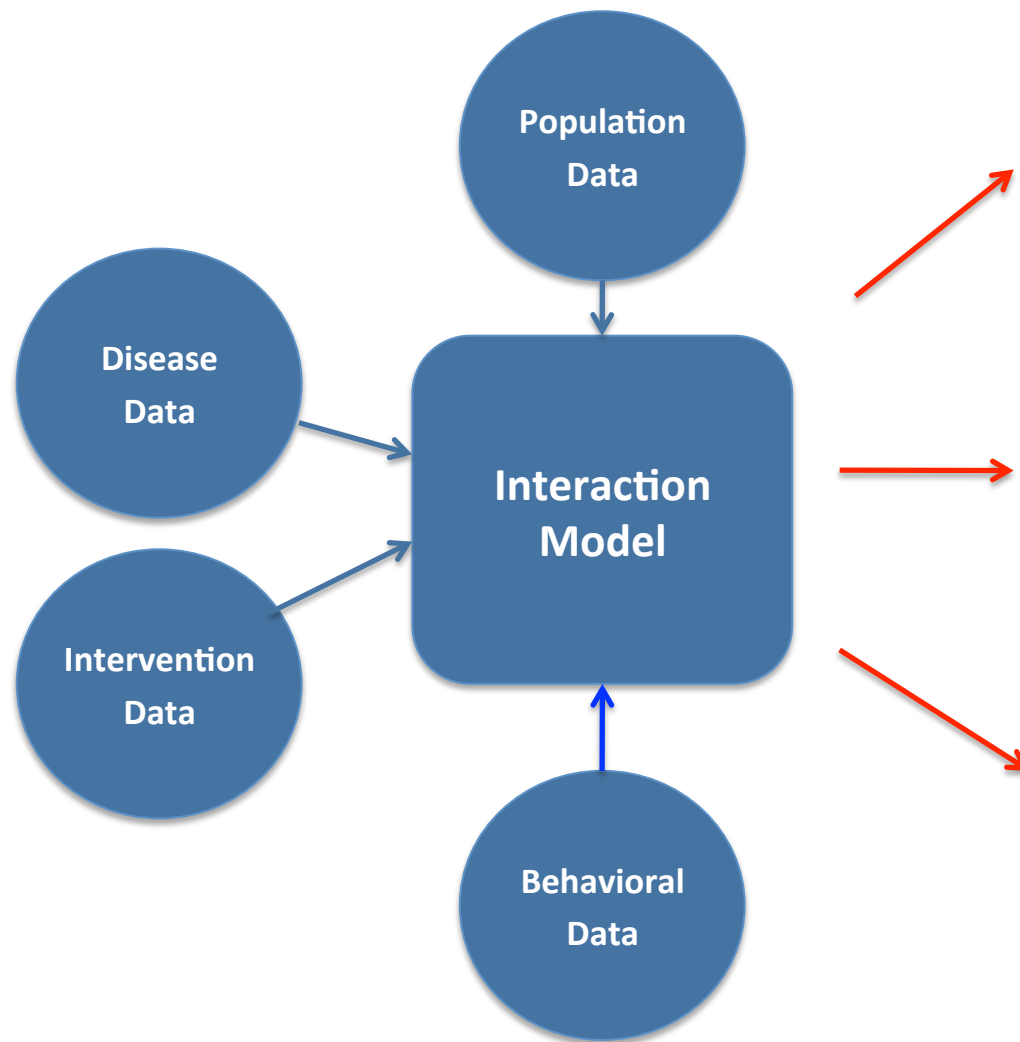 Population
Data
Disease
Data
Interaction
Model
Intervention
Data
Behavioral
Data